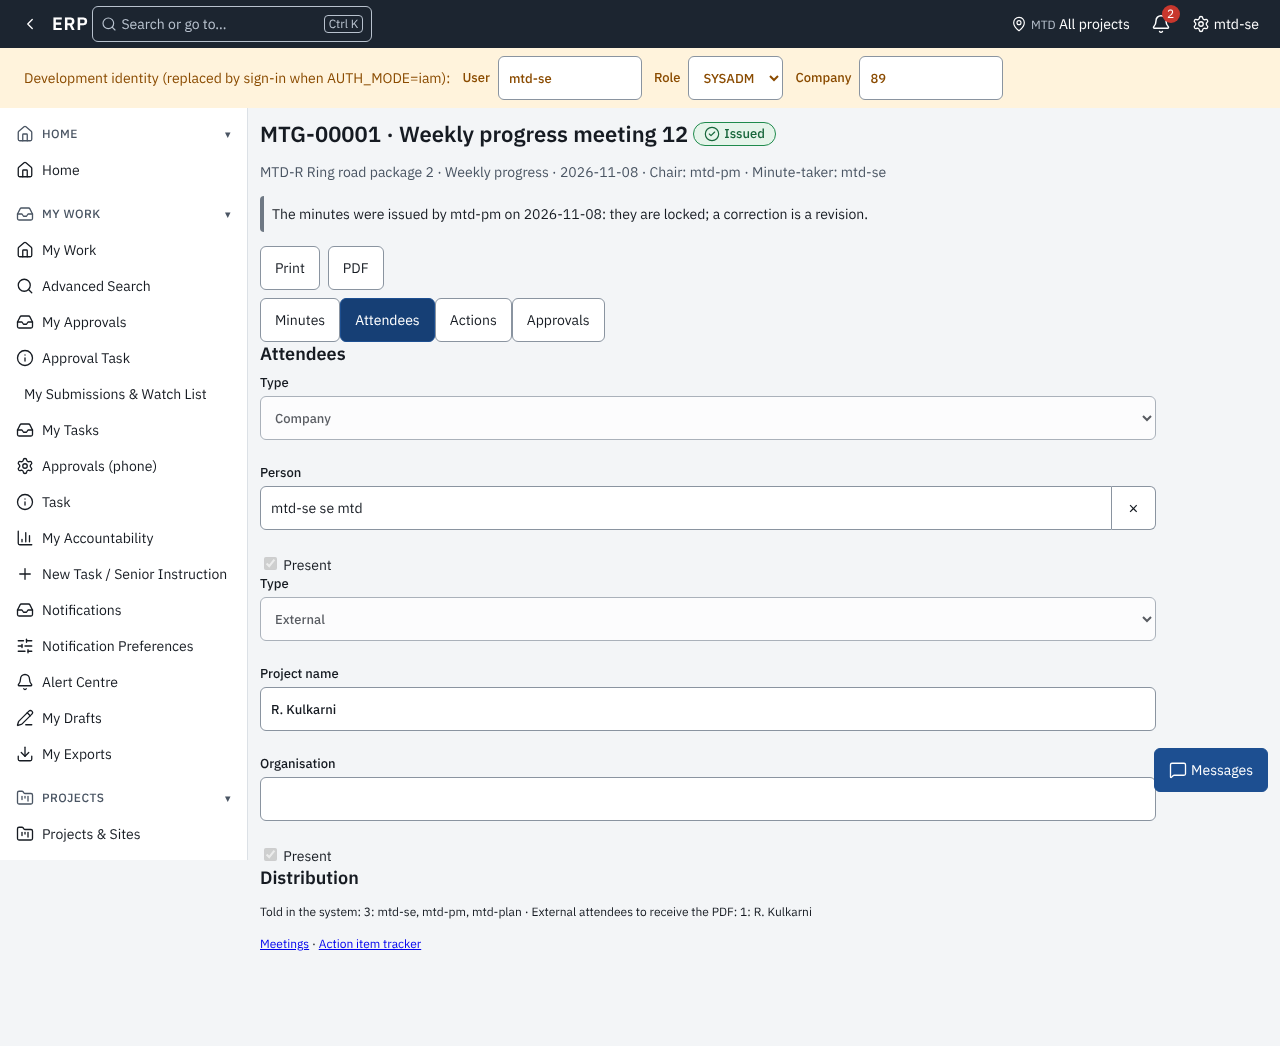 ERP Search or go to... Ctrl K MTD All projects 2 mtd-se
Development identity (replaced by sign-in when AUTH_MODE=iam): User mtd-se Role SYSADM Company 89
HOME
Home
MY WORK
My Work
Advanced Search
My Approvals
Approval Task
My Submissions & Watch List
My Tasks
Approvals (phone)
Task
My Accountability
New Task / Senior Instruction
Notifications
Notification Preferences
Alert Centre
My Drafts
My Exports
PROJECTS
Projects & Sites
MTG-00001 · Weekly progress meeting 12 Issued
MTD-R Ring road package 2 · Weekly progress · 2026-11-08 · Chair: mtd-pm · Minute-taker: mtd-se
The minutes were issued by mtd-pm on 2026-11-08: they are locked; a correction is a revision.
Print PDF
Minutes Attendees Actions Approvals
Attendees
Type
Company
Person
mtd-se se mtd
×
Present
Type
External
Project name
R. Kulkarni
Organisation
Messages
Present
Distribution
Told in the system: 3: mtd-se, mtd-pm, mtd-plan · External attendees to receive the PDF: 1: R. Kulkarni
Meetings · Action item tracker